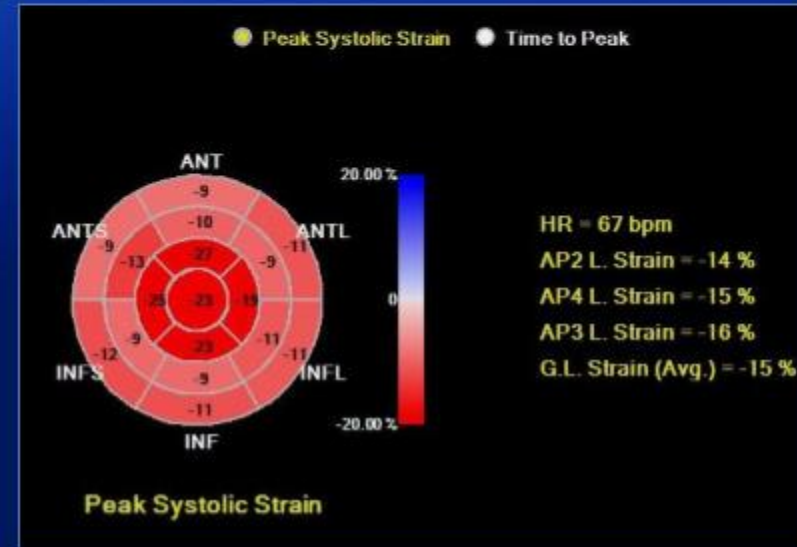 Peak Systolic Strain Time to Peak
ANT
-9
20.00 %
-10
ANTS ANTL
-9 -13 -27 -9 -11
HR = 67 bpm
AP2 L. Strain = -14 %
-25 -23 -19 0
AP4 L. Strain = -15 %
AP3 L. Strain = -16 %
-12 -9 -23 -11 -11
INFS INFL
G.L. Strain (Avg.) = -15 %
-9
-11
-20.00 %
INF
Peak Systolic Strain